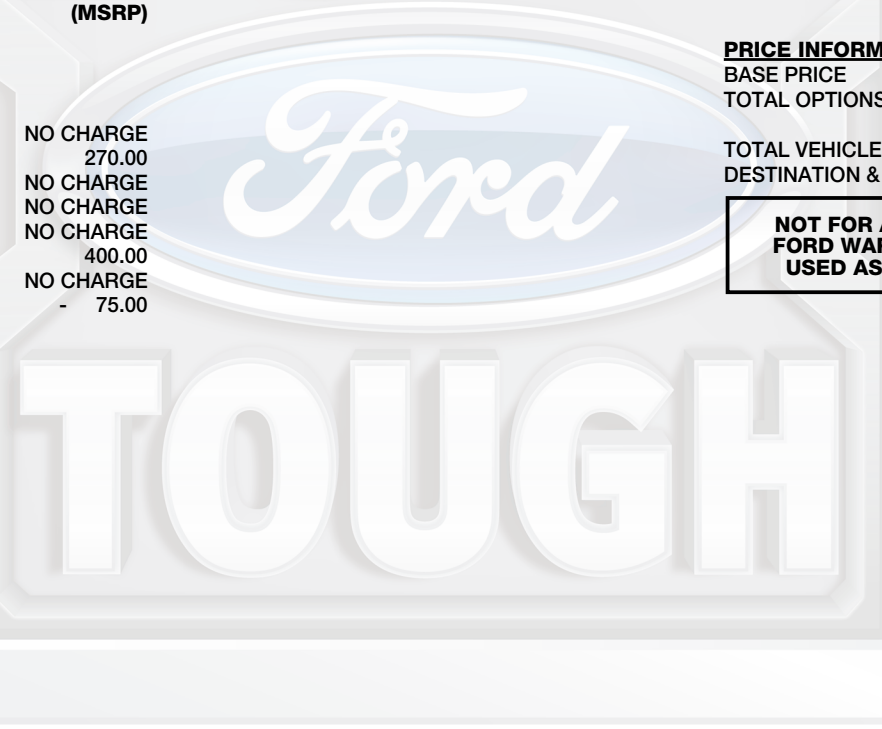 (MSRP)
NO CHARGE
270.00
NO CHARGE
NO CHARGE
NO CHARGE
400.00
NO CHARGE
- 75.00
PRICE INFORM
BASE PRICE
TOTAL OPTIONS
TOTAL VEHICLE
DESTINATION &
NOT FOR
FORD WAR
USED AS
Ford
TOUGH